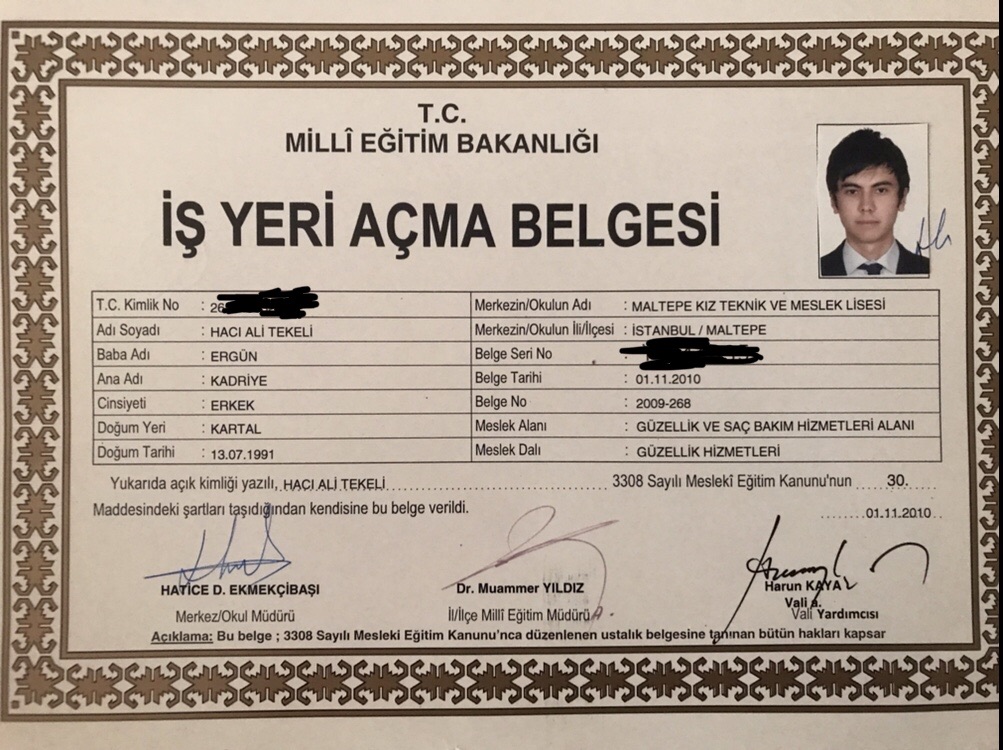 T.C.
MİLLÎ EĞİTİM BAKANLIĞI
İŞ YERİ AÇMA BELGESİ
T.C. Kimlik No : 26
Adı Soyadı : HACI ALİ TEKELİ
Baba Adı : ERGÜN
Ana Adı : KADRİYE
Cinsiyeti : ERKEK
Doğum Yeri : KARTAL
Doğum Tarihi : 13.07.1991
Merkezin/Okulun Adı : MALTEPE KIZ TEKNİK VE MESLEK LİSESİ
Merkezin/Okulun İli/İlçesi : İSTANBUL / MALTEPE
Belge Seri No :
Belge Tarihi : 01.11.2010
Belge No : 2009-268
Meslek Alanı : GÜZELLİK VE SAÇ BAKIM HİZMETLERİ ALANI
Meslek Dalı : GÜZELLİK HİZMETLERİ
Yukarıda açık kimliği yazılı, HACI ALİ TEKELİ 3308 Sayılı Meslekî Eğitim Kanunu'nun 30.
Maddesindeki şartları taşıdığından kendisine bu belge verildi.
01.11.2010
HATİCE D. EKMEKÇİBAŞI
Merkez/Okul Müdürü
Dr. Muammer YILDIZ
İl/İlçe Millî Eğitim Müdürü
Harun KAYA
Vali a.
Vali Yardımcısı
Açıklama: Bu belge ; 3308 Sayılı Mesleki Eğitim Kanunu'nca düzenlenen ustalık belgesine tanınan bütün hakları kapsar